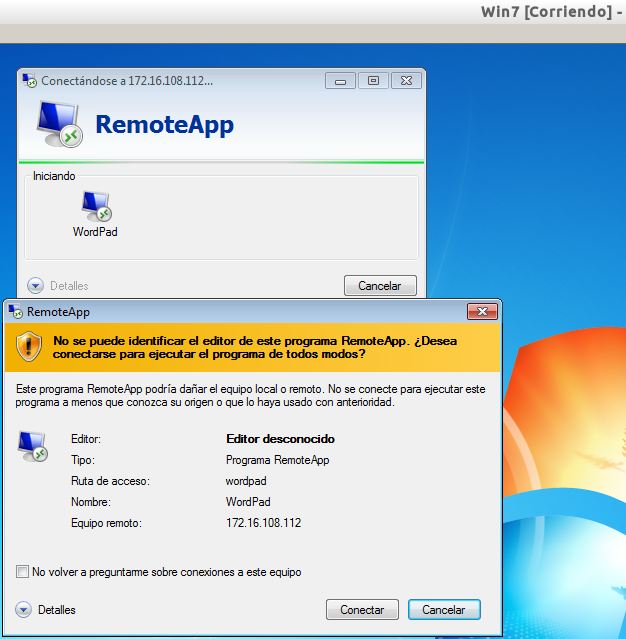 Win7 [Corriendo] -
Conectándose a 172.16.108.112...
RemoteApp
Iniciando
WordPad
Detalles
Cancelar
RemoteApp
No se puede identificar el editor de este programa RemoteApp. ¿Desea
conectarse para ejecutar el programa de todos modos?
Este programa RemoteApp podría dañar el equipo local o remoto. No se conecte para ejecutar este
programa a menos que conozca su origen o que lo haya usado con anterioridad.
Editor: Editor desconocido
Tipo: Programa RemoteApp
Ruta de acceso: wordpad
Nombre: WordPad
Equipo remoto: 172.16.108.112
No volver a preguntarme sobre conexiones a este equipo
Detalles
Conectar
Cancelar